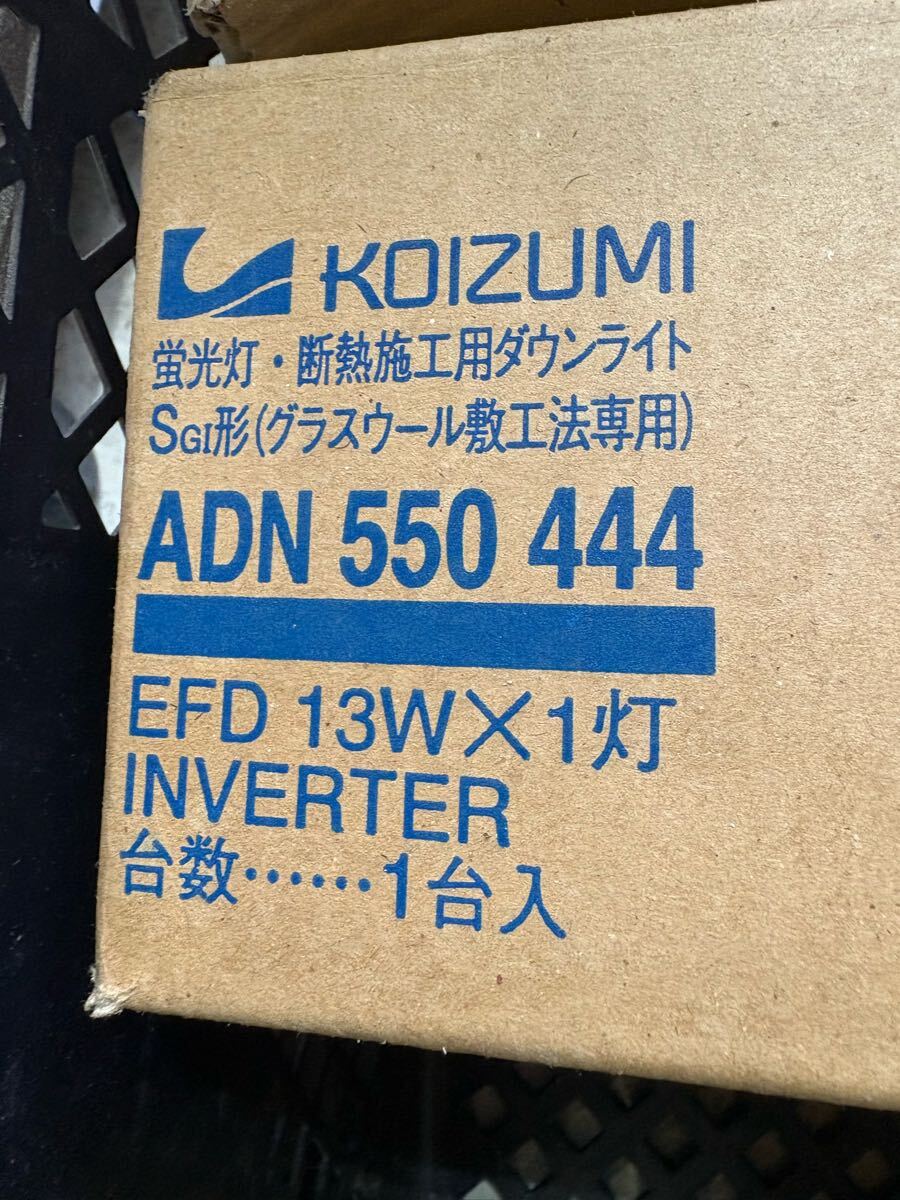 KOIZUMI
蛍光灯・断熱施工用ダウンライト
SGI形(グラスウール敷工法専用)
ADN 550 444
EFD 13W×1灯
INVERTER
台数……1台入